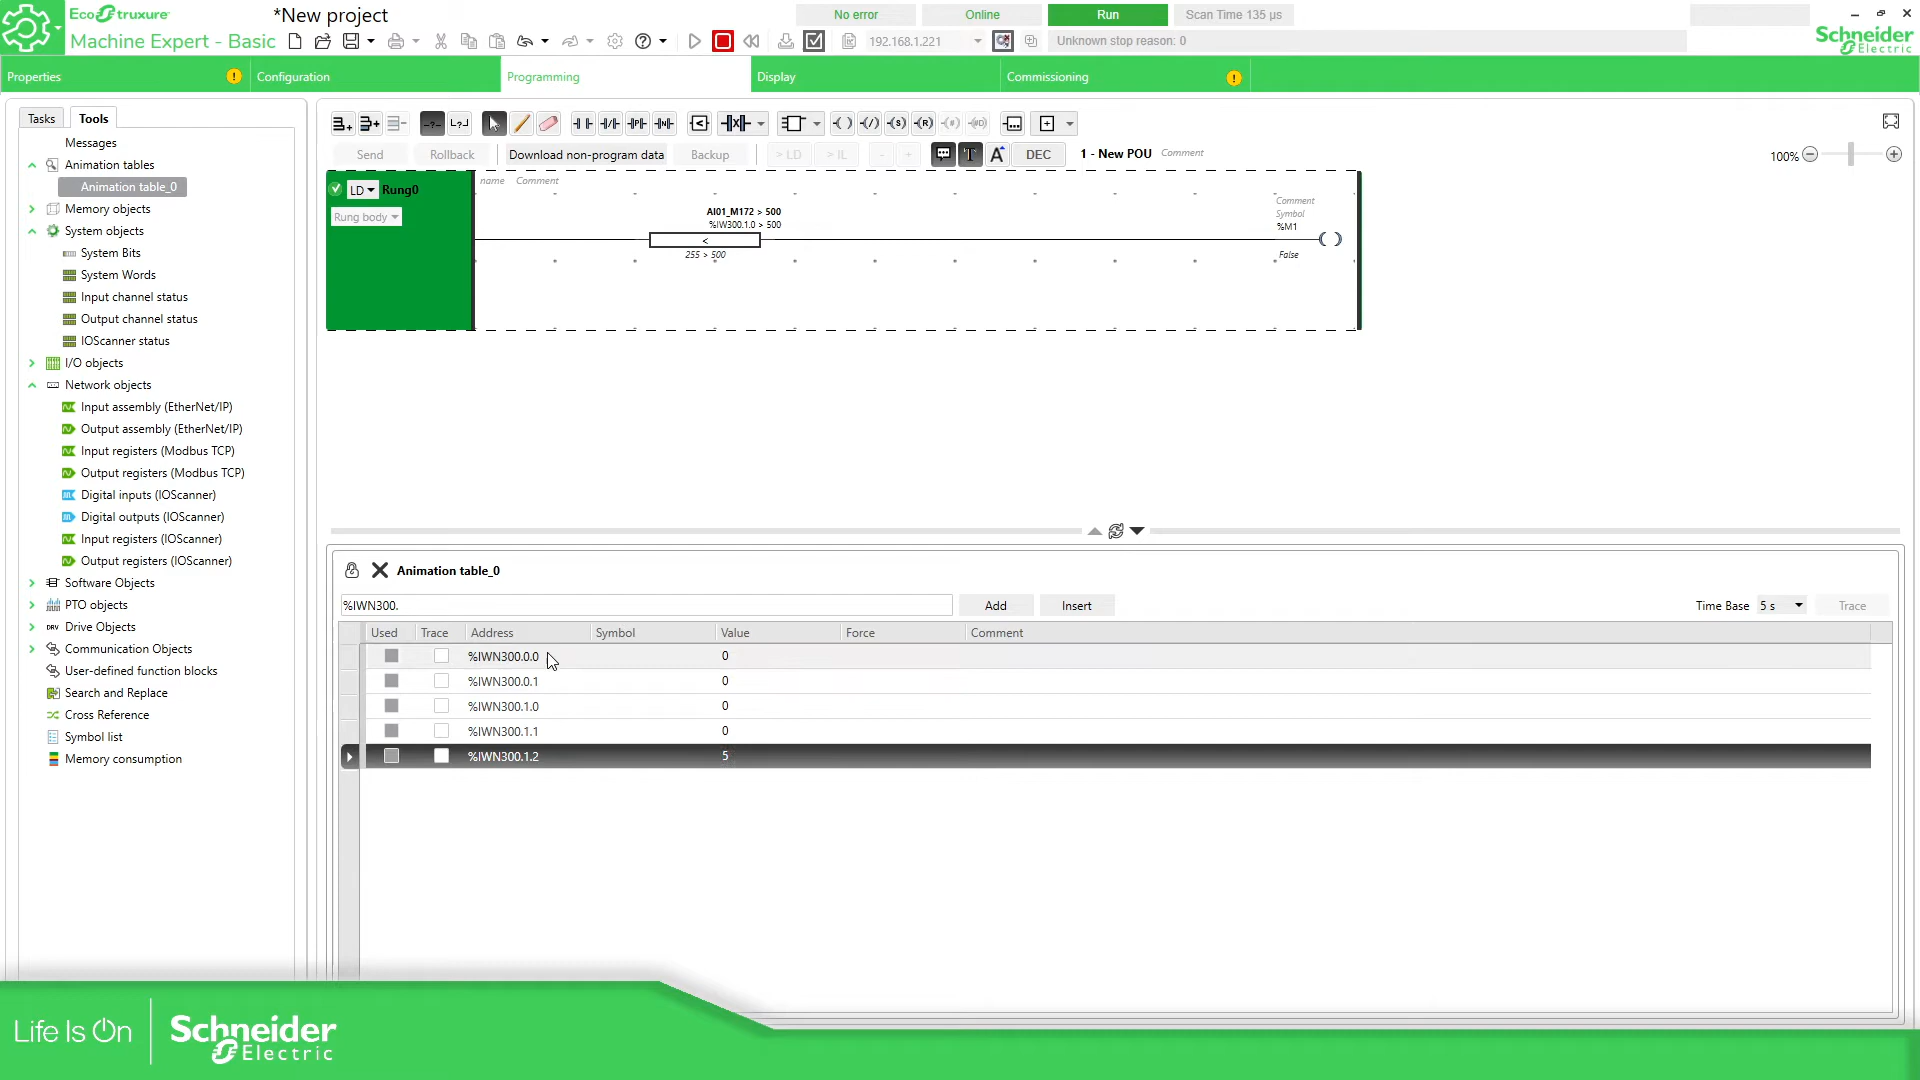 EcoStruxure
Machine Expert - Basic
*New project
No error
Online
Run
Scan Time 135 µs
192.168.1.221
Unknown stop reason: 0
Schneider
Electric
Properties
Configuration
Programming
Display
Commissioning
Tasks
Tools
Messages
Animation tables
Animation table_0
Memory objects
System objects
System Bits
System Words
Input channel status
Output channel status
IOScanner status
I/O objects
Network objects
Input assembly (EtherNet/IP)
Output assembly (EtherNet/IP)
Input registers (Modbus TCP)
Output registers (Modbus TCP)
Digital inputs (IOScanner)
Digital outputs (IOScanner)
Input registers (IOScanner)
Output registers (IOScanner)
Software Objects
PTO objects
DRV Drive Objects
Communication Objects
User-defined function blocks
Search and Replace
Cross Reference
Symbol list
Memory consumption
Send
Rollback
Download non-program data
Backup
> LD
> IL
-
+
T
A
DEC
1 - New POU
Comment
100%
LD
Rung0
name
Comment
Rung body
AI01_M172 > 500
%IW300.1.0 > 500
<
255 > 500
Comment
Symbol
%M1
False
Animation table_0
%IWN300.
Add
Insert
Time Base
5 s
Trace
Used
Trace
Address
Symbol
Value
Force
Comment
%IWN300.0.0 0
%IWN300.0.1 0
%IWN300.1.0 0
%IWN300.1.1 0
%IWN300.1.2 5
Life Is On
Schneider
Electric